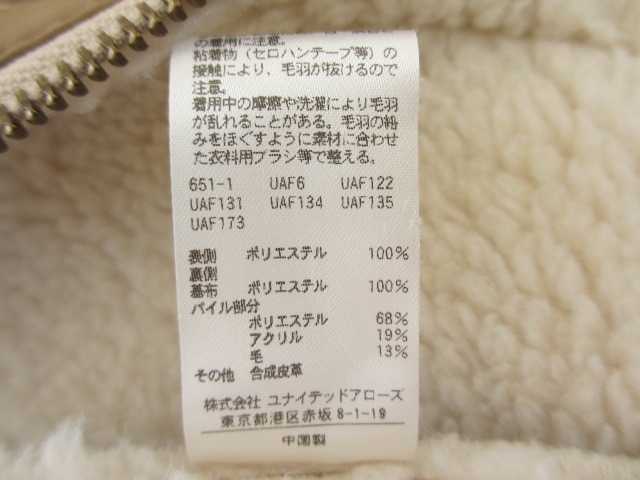 の着用に注意。
粘着物（セロハンテープ等）の
接触により、毛羽が抜けるので
注意。
着用中の摩擦や洗濯により毛羽
が乱れることがある。毛羽の絡
みをほぐすように素材に合わせ
た衣料用ブラシ等で整える。
651-1 UAF6 UAF122
UAF131 UAF134 UAF135
UAF173
表側 ポリエステル 100%
裏側
基布 ポリエステル 100%
パイル部分
ポリエステル 68%
アクリル 19%
毛 13%
その他 合成皮革
株式会社 ユナイテッドアローズ
東京都港区赤坂8-1-19
中国製